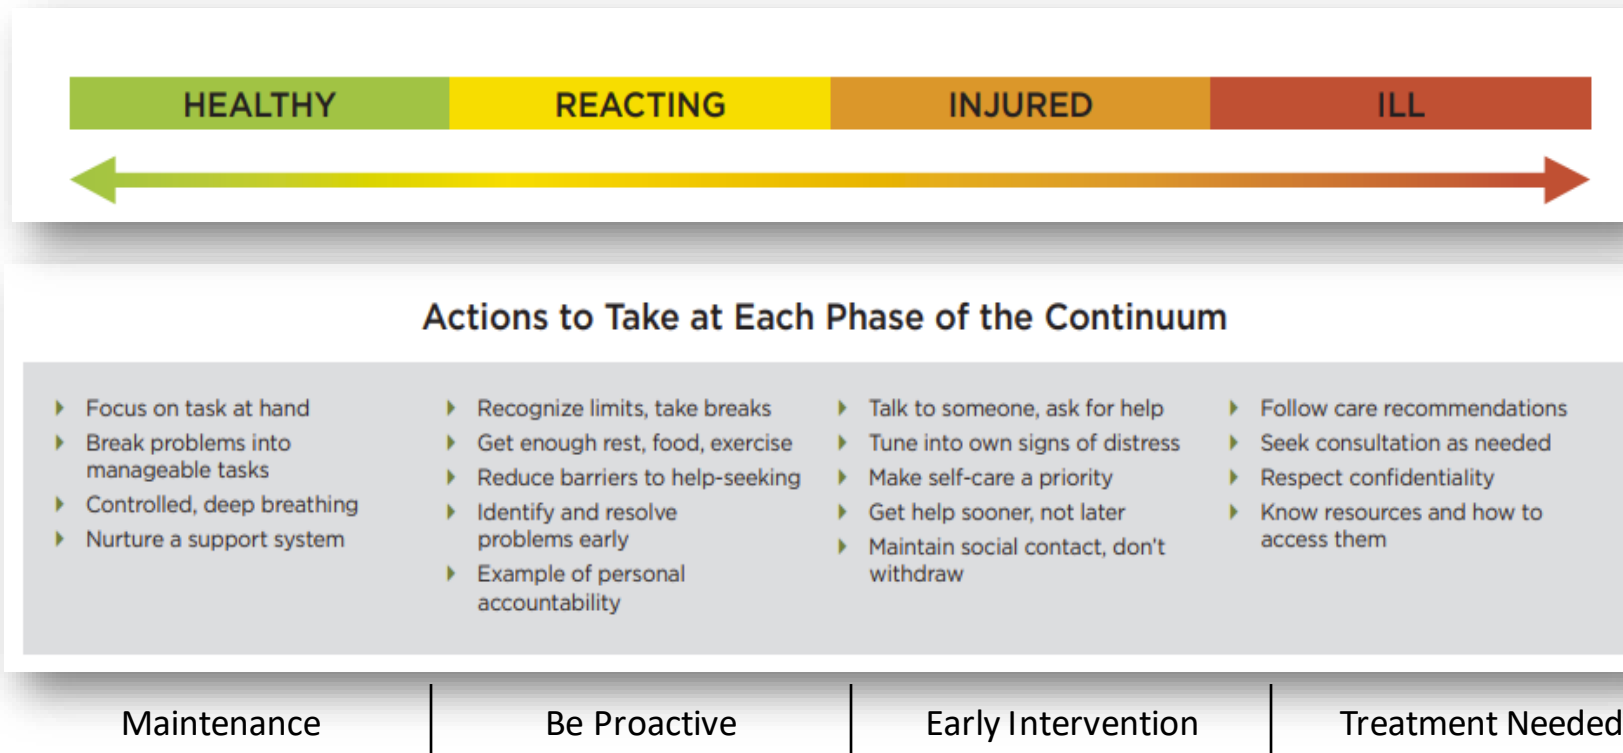 HEALTHY REACTING INJURED ILL
Actions to Take at Each Phase of the Continuum
Focus on task at hand
Break problems into
manageable tasks
Controlled, deep breathing
Nurture a support system
Recognize limits, take breaks
Get enough rest, food, exercise
Reduce barriers to help-seeking
Identify and resolve
problems early
Example of personal
accountability
Talk to someone, ask for help
Tune into own signs of distress
Make self-care a priority
Get help sooner, not later
Maintain social contact, don't
withdraw
Follow care recommendations
Seek consultation as needed
Respect confidentiality
Know resources and how to
access them
Maintenance Be Proactive Early Intervention Treatment Needed